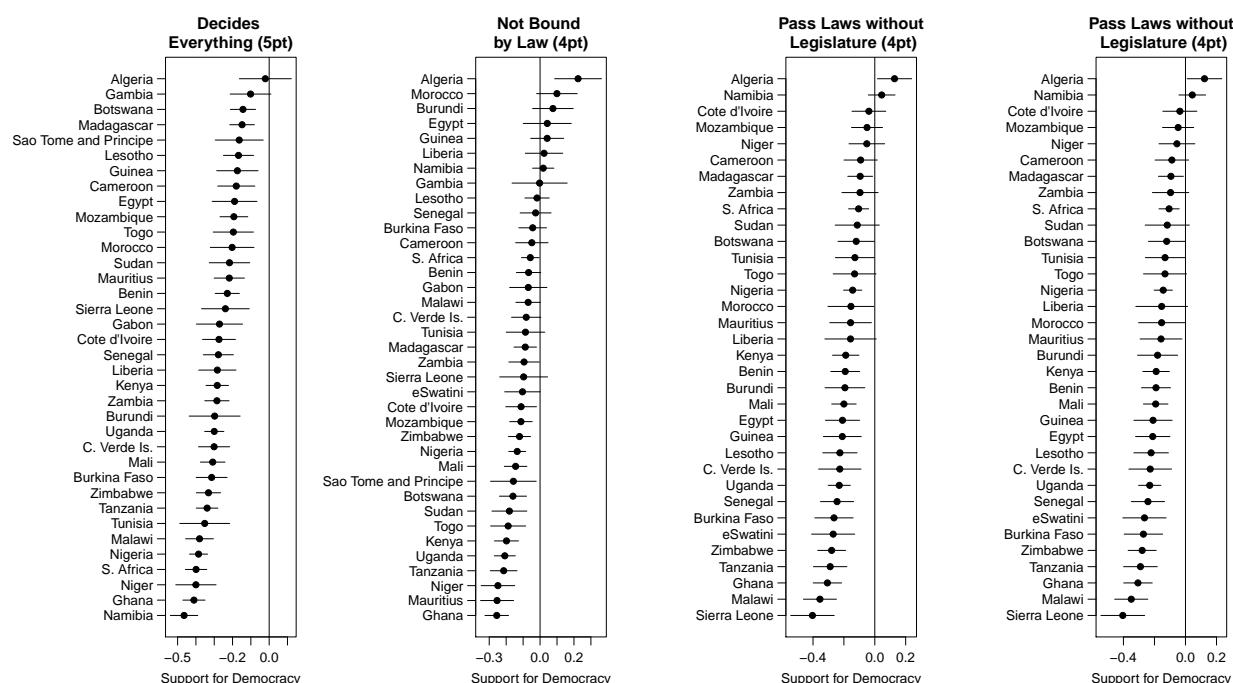 Decides
Everything (5pt)
Algeria
Gambia
Botswana
Madagascar
Sao Tome and Principe
Lesotho
Guinea
Cameroon
Egypt
Mozambique
Togo
Morocco
Sudan
Mauritius
Benin
Sierra Leone
Gabon
Cote d'Ivoire
Senegal
Liberia
Kenya
Zambia
Burundi
Uganda
C. Verde Is.
Mali
Burkina Faso
Zimbabwe
Tanzania
Tunisia
Malawi
Nigeria
S. Africa
Niger
Ghana
Namibia
−0.5 −0.2 0.0
Support for Democracy
Not Bound
by Law (4pt)
Algeria
Morocco
Burundi
Egypt
Guinea
Liberia
Namibia
Gambia
Lesotho
Senegal
Burkina Faso
Cameroon
S. Africa
Benin
Gabon
Malawi
C. Verde Is.
Tunisia
Madagascar
Zambia
Sierra Leone
eSwatini
Cote d'Ivoire
Mozambique
Zimbabwe
Nigeria
Mali
Sao Tome and Principe
Botswana
Sudan
Togo
Kenya
Uganda
Tanzania
Niger
Mauritius
Ghana
−0.3 0.0 0.2
Support for Democracy
Pass Laws without
Legislature (4pt)
Algeria
Namibia
Cote d'Ivoire
Mozambique
Niger
Cameroon
Madagascar
Zambia
S. Africa
Sudan
Botswana
Tunisia
Togo
Nigeria
Morocco
Mauritius
Liberia
Kenya
Benin
Burundi
Mali
Egypt
Guinea
Lesotho
C. Verde Is.
Uganda
Senegal
Burkina Faso
eSwatini
Zimbabwe
Tanzania
Ghana
Malawi
Sierra Leone
−0.4 0.0 0.2
Support for Democracy
Pass Laws without
Legislature (4pt)
Algeria
Namibia
Cote d'Ivoire
Mozambique
Niger
Cameroon
Madagascar
Zambia
S. Africa
Sudan
Botswana
Tunisia
Togo
Nigeria
Liberia
Morocco
Mauritius
Burundi
Kenya
Benin
Mali
Guinea
Egypt
Lesotho
C. Verde Is.
Uganda
Senegal
eSwatini
Burkina Faso
Zimbabwe
Tanzania
Ghana
Malawi
Sierra Leone
−0.4 0.0 0.2
Support for Democracy